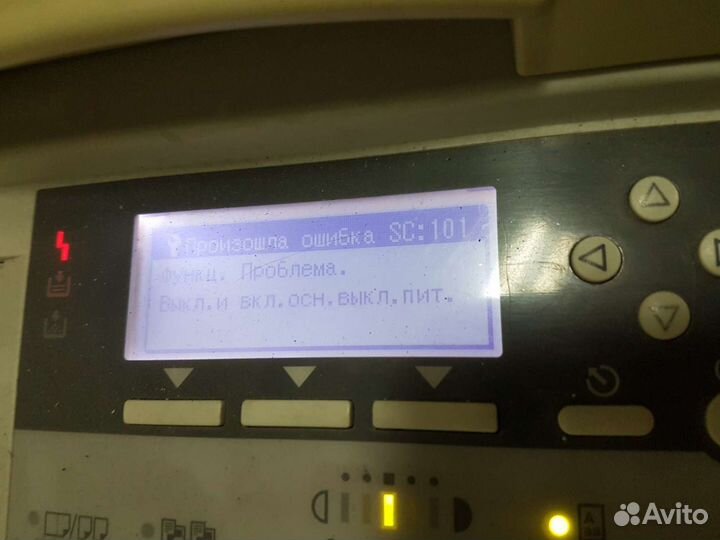 Произошла ошибка SC:101
Функц. Проблема.
Выкл.и вкл.осн.выкл.пит.
A
Avito